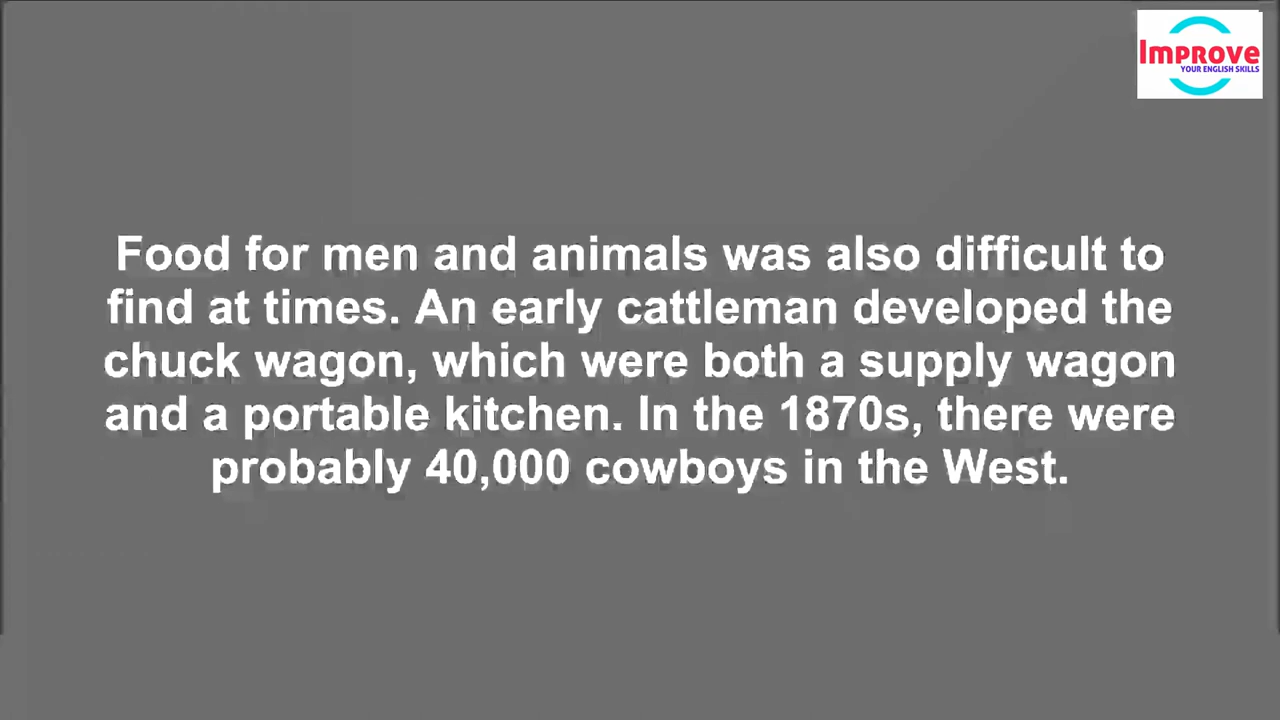 Improve
YOUR ENGLISH SKILLS
Food for men and animals was also difficult to
find at times. An early cattleman developed the
chuck wagon, which were both a supply wagon
and a portable kitchen. In the 1870s, there were
probably 40,000 cowboys in the West.